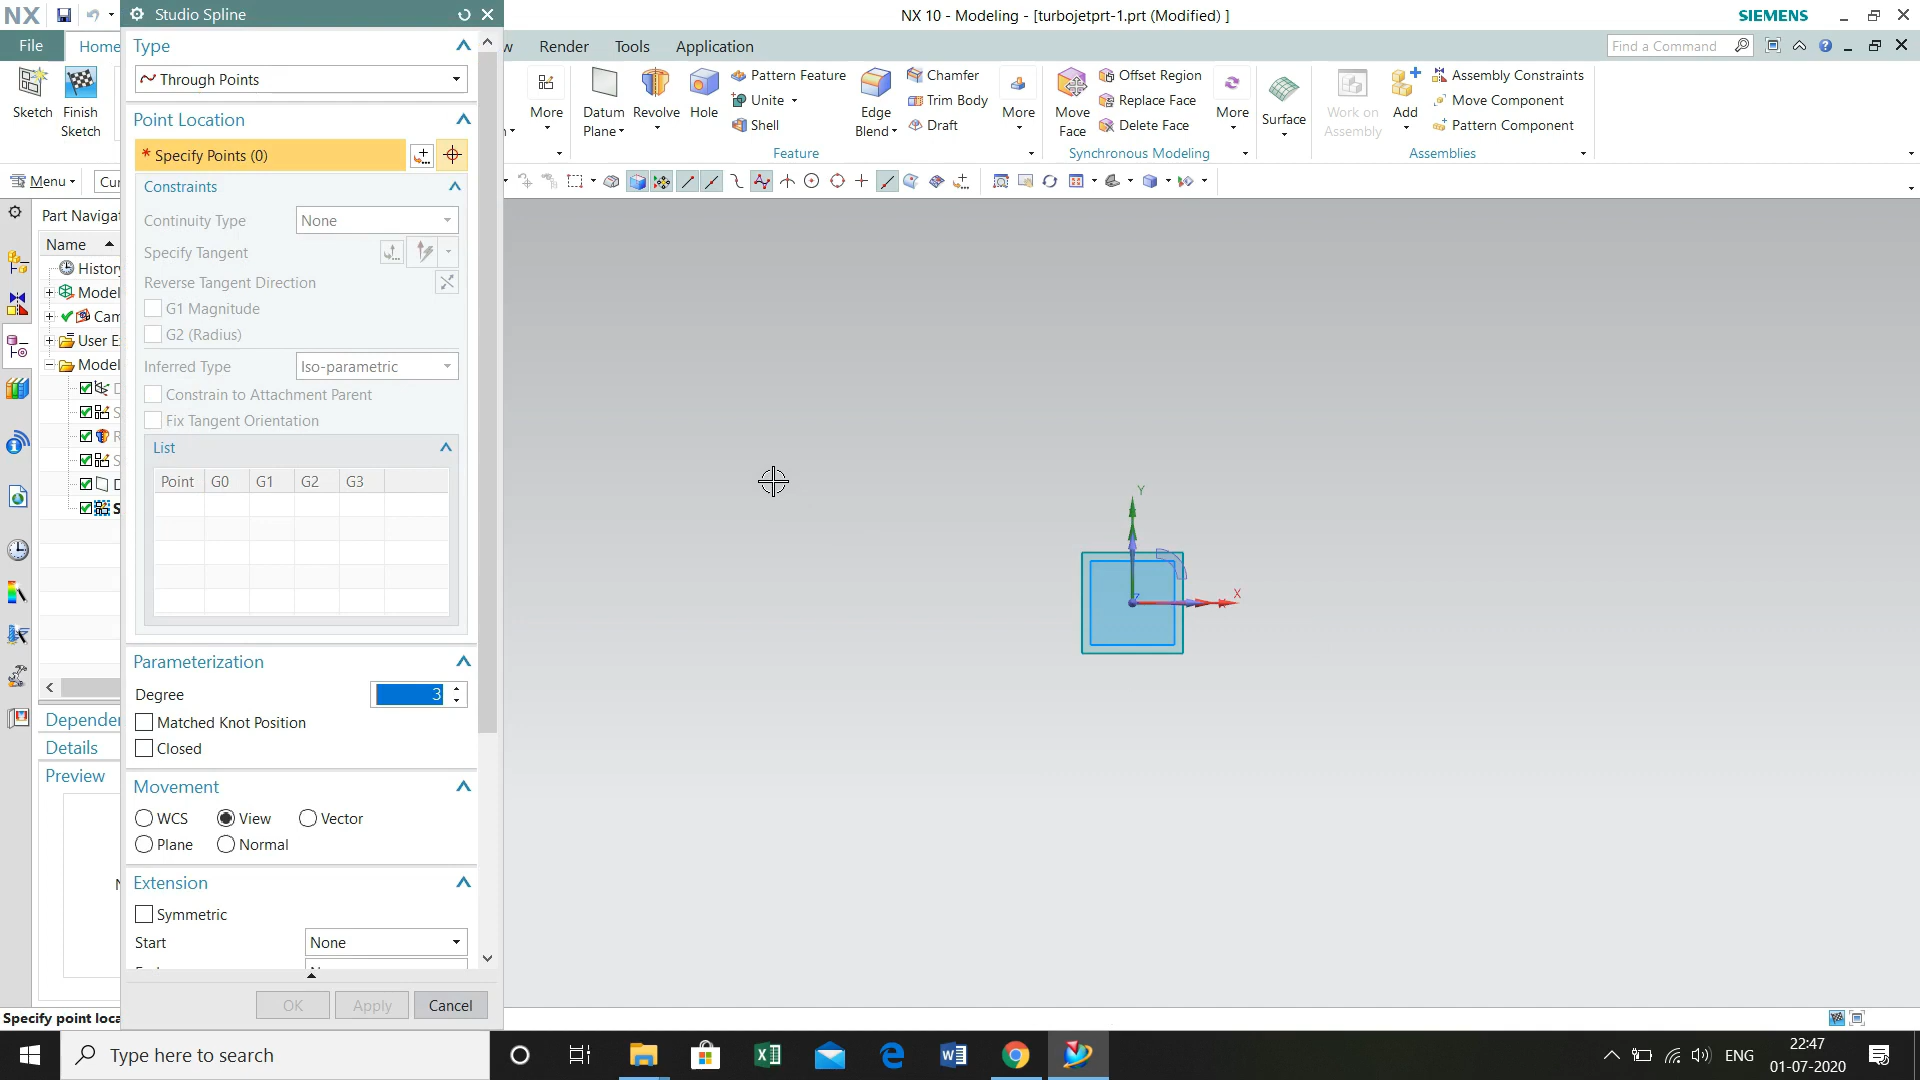 NX
Studio Spline
NX 10 - Modeling - [turbojetprt-1.prt (Modified) ]
SIEMENS
File
Home
Render
Tools
Application
Find a Command
Sketch
Finish
Sketch
More
Datum
Plane
Revolve
Hole
Pattern Feature
Unite
Shell
Edge
Blend
Chamfer
Trim Body
Draft
More
Feature
Move
Face
Offset Region
Replace Face
Delete Face
More
Synchronous Modeling
Surface
Work on
Assembly
Add
Assembly Constraints
Move Component
Pattern Component
Assemblies
Menu
Cur
Part Navigat
Name
History
Model
Cam
User E
Model
D
S
R
S
D
S
Depender
Details
Preview
Type
Through Points
Point Location
* Specify Points (0)
Constraints
Continuity Type
None
Specify Tangent
Reverse Tangent Direction
G1 Magnitude
G2 (Radius)
Inferred Type
Iso-parametric
Constrain to Attachment Parent
Fix Tangent Orientation
List
Point G0 G1 G2 G3
Parameterization
Degree
3
Matched Knot Position
Closed
Movement
WCS
View
Vector
Plane
Normal
Extension
Symmetric
Start
None
OK
Apply
Cancel
Y
X
Z
Specify point loca
Type here to search
ENG
22:47
01-07-2020